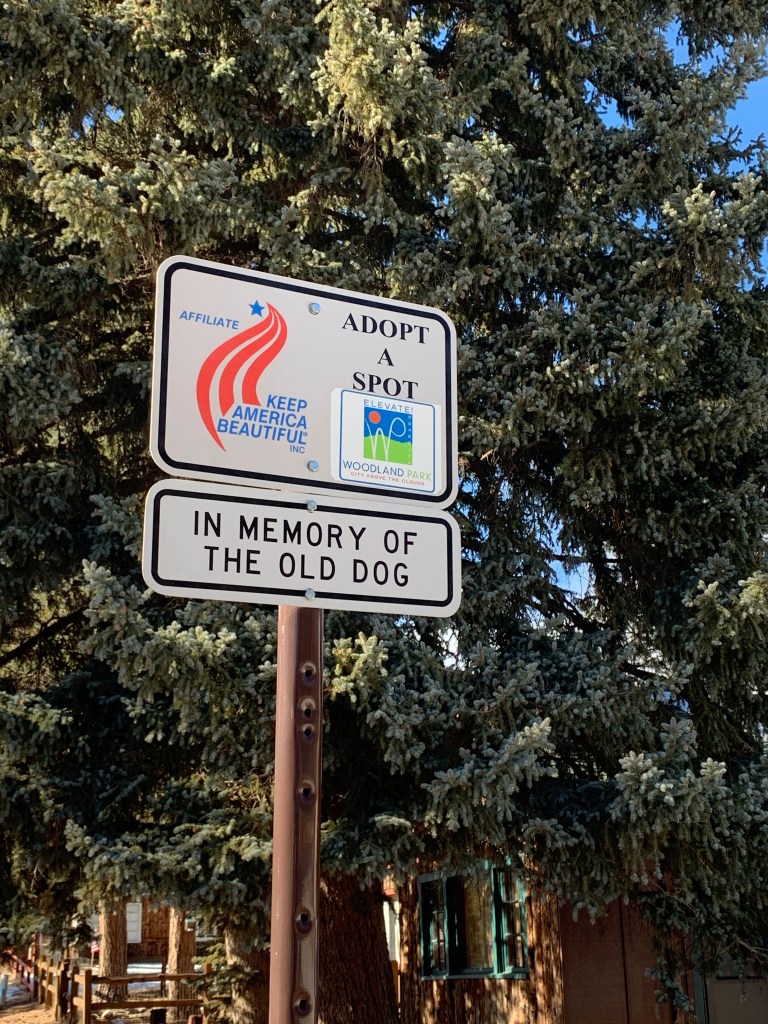 AFFILIATE
KEEP
AMERICA
BEAUTIFUL
INC
ADOPT
A
SPOT
ELEVATE!
WP
WOODLAND PARK
CITY ABOVE THE CLOUDS
IN MEMORY OF
THE OLD DOG